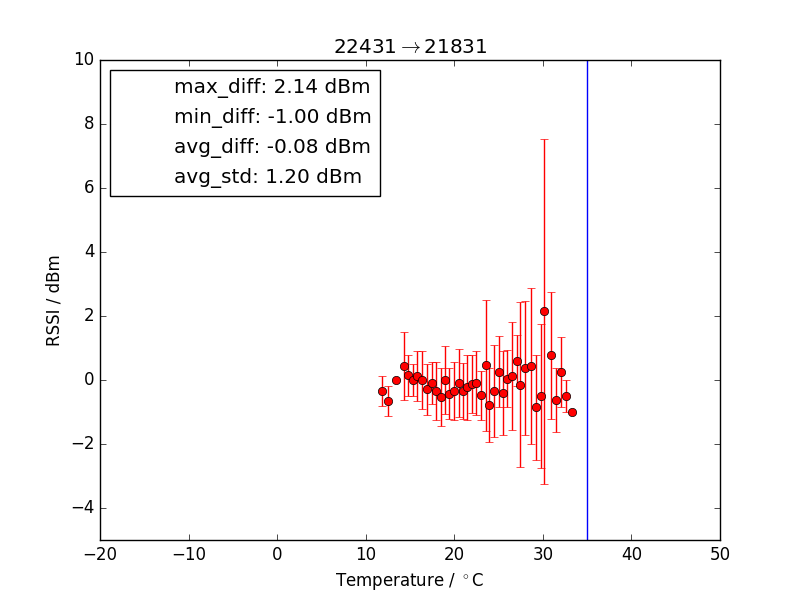 22431→21831
max_diff: 2.14 dBm
min_diff: -1.00 dBm
avg_diff: -0.08 dBm
avg_std: 1.20 dBm
10
8
6
4
2
0
−2
−4
RSSI / dBm
−20 −10 0 10 20 30 40 50
Temperature / °C